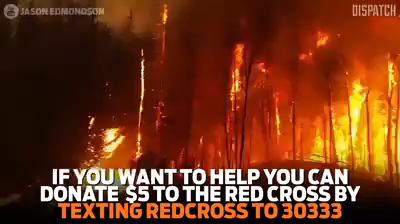 JASON EDMONDSON
DISPATCH
IF YOU WANT TO HELP YOU CAN
DONATE $5 TO THE RED CROSS BY
TEXTING REDCROSS TO 30333